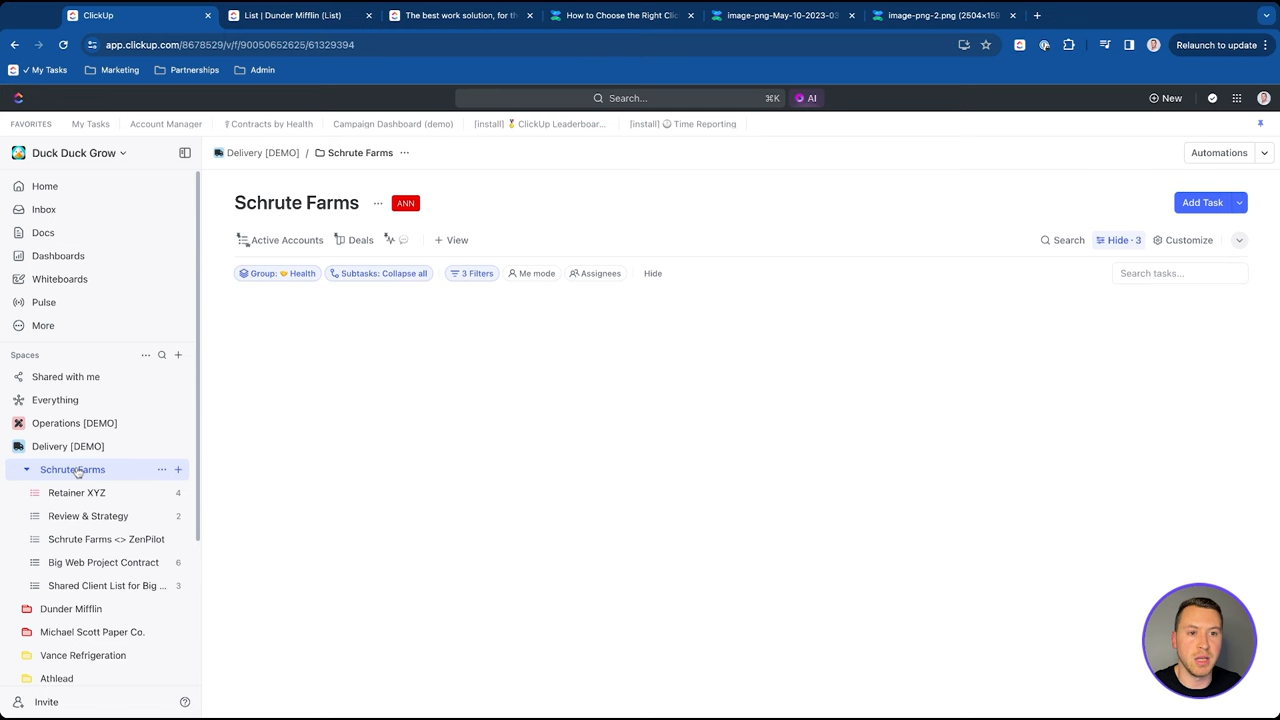 ClickUp
List | Dunder Mifflin (List)
The best work solution, for th
How to Choose the Right Clic
image-png-May-10-2023-03
image-png-2.png (2504×159
app.clickup.com/8678529/v/f/90050652625/61329394
Relaunch to update
✓ My Tasks
Marketing
Partnerships
Admin
Search...
⌘K
AI
New
FAVORITES
My Tasks
Account Manager
Contracts by Health
Campaign Dashboard (demo)
[install] 🏅 ClickUp Leaderboar...
[install] Time Reporting
Duck Duck Grow
Delivery [DEMO] / Schrute Farms ...
Automations
Home
Inbox
Docs
Dashboards
Whiteboards
Pulse
More
Schrute Farms ... ANN
Add Task
Active Accounts
Deals
+ View
Search
Hide · 3
Customize
Group: 🤝 Health
Subtasks: Collapse all
3 Filters
Me mode
Assignees
Hide
Search tasks...
Spaces
Shared with me
Everything
Operations [DEMO]
Delivery [DEMO]
Schrute Farms
Retainer XYZ 4
Review & Strategy 2
Schrute Farms <> ZenPilot
Big Web Project Contract 6
Shared Client List for Big ... 3
Dunder Mifflin
Michael Scott Paper Co.
Vance Refrigeration
Athlead
Invite